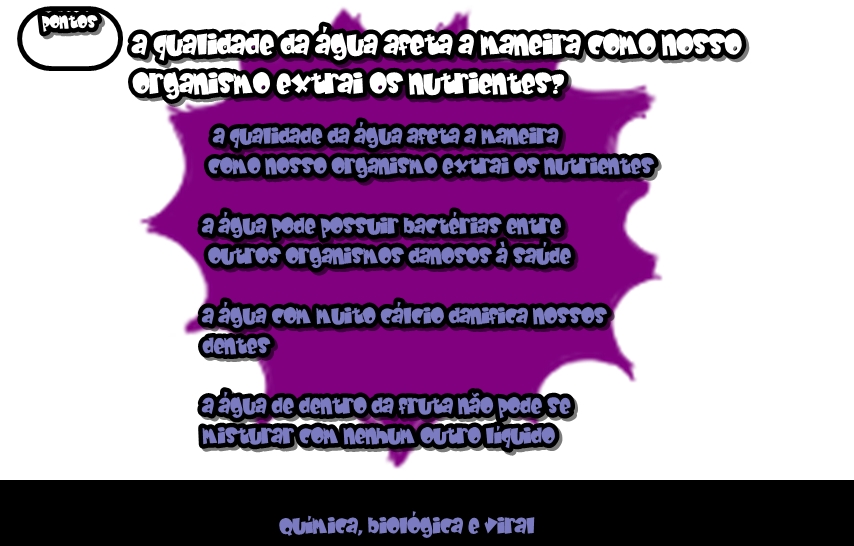 pontos
a qualidade da água afeta a maneira como nosso
organismo extrai os nutrientes?
a qualidade da água afeta a maneira
como nosso organismo extrai os nutrientes
a água pode possuir bactérias entre
outros organismos danosos à saúde
a água com muito cálcio danifica nossos
dentes
a água de dentro da fruta não pode se
misturar com nenhum outro líquido
química, biológica e viral